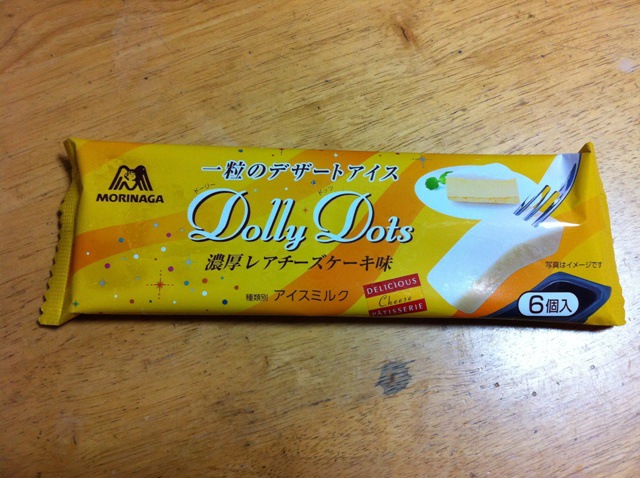 MORINAGA
一粒のデザートアイス
ドーリー ドッツ
Dolly Dots
濃厚レアチーズケーキ味
種類別 アイスミルク
DELICIOUS
Cheese
PATISSERIE
写真はイメージです
6個入